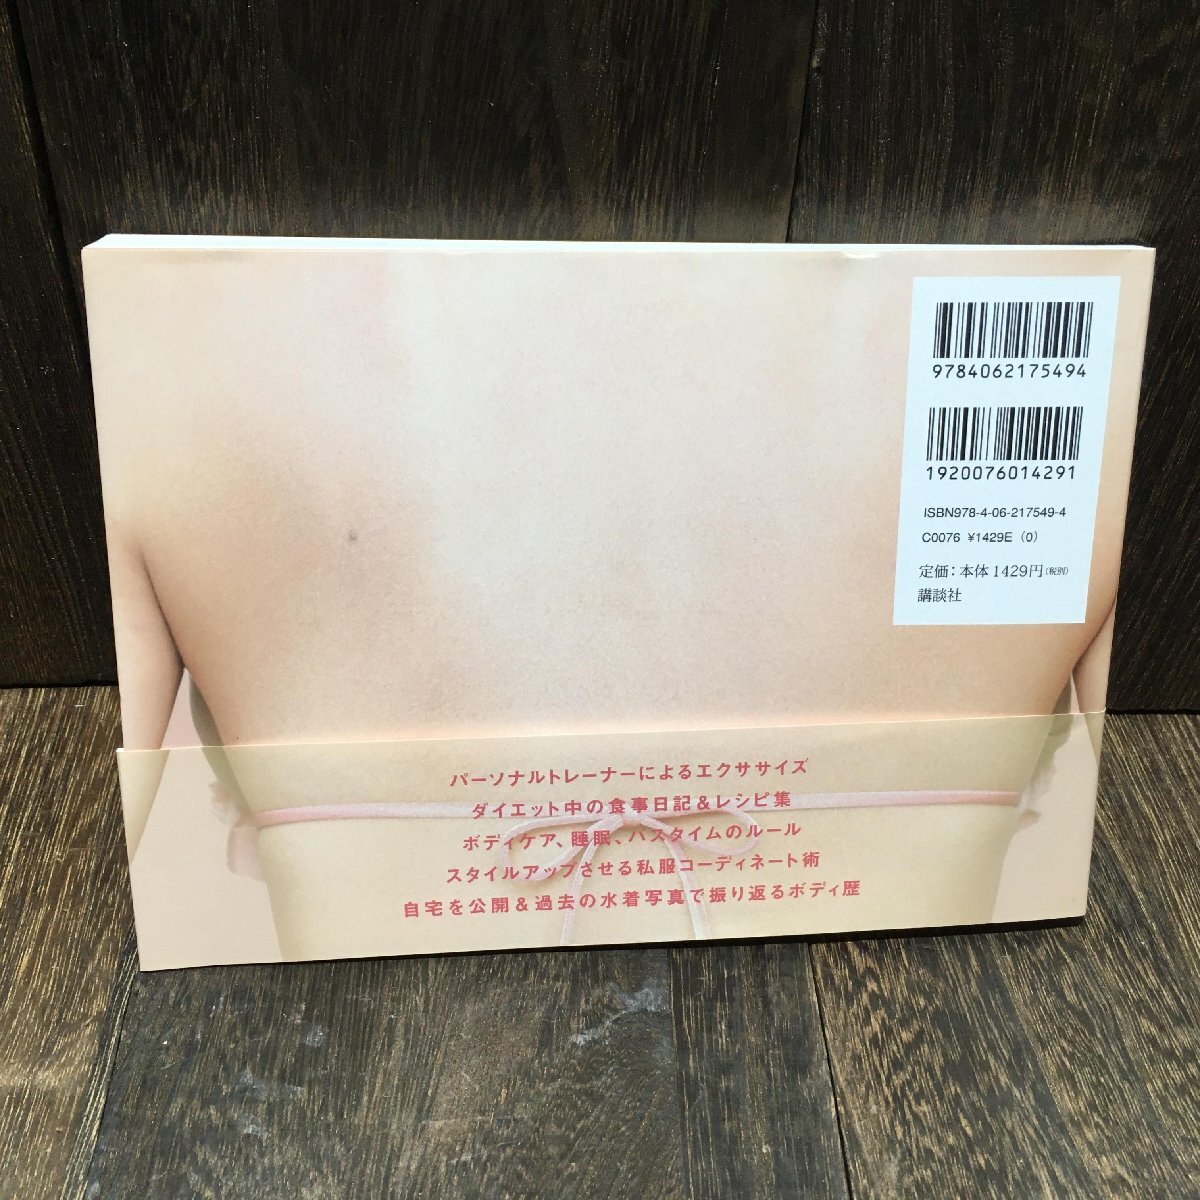 9784062175494
1920076014291
ISBN978-4-06-217549-4
C0076 ¥1429E (0)
定価:本体1429円(税別)
講談社
パーソナルトレーナーによるエクササイズ
ダイエット中の食事日記&レシピ集
ボディケア、睡眠、バスタイムのルール
スタイルアップさせる私服コーディネート術
自宅を公開&過去の水着写真で振り返るボディ歴